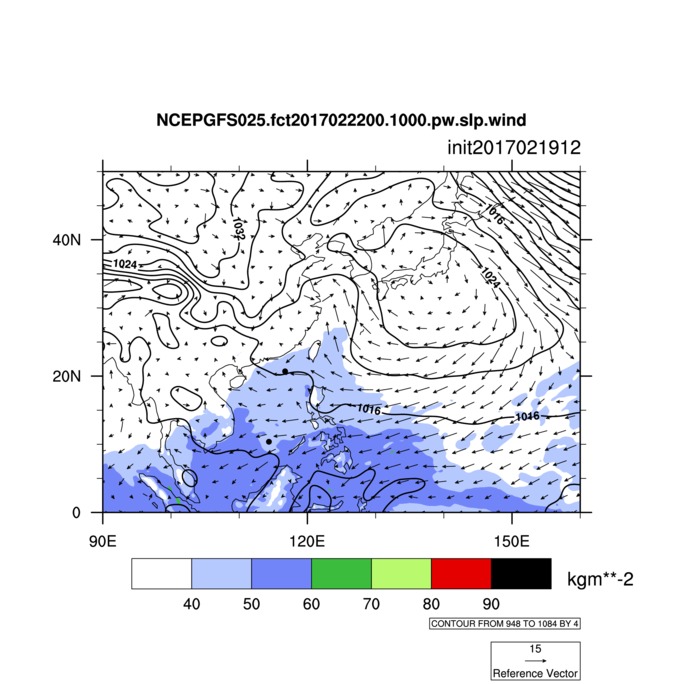 NCEPGFS025.fct2017022200.1000.pw.slp.wind
init2017021912
1016
1032
40N
1024
1024
20N
1016
1016
0
90E 120E 150E
kgm**-2
40 50 60 70 80 90
CONTOUR FROM 948 TO 1084 BY 4
15
Reference Vector